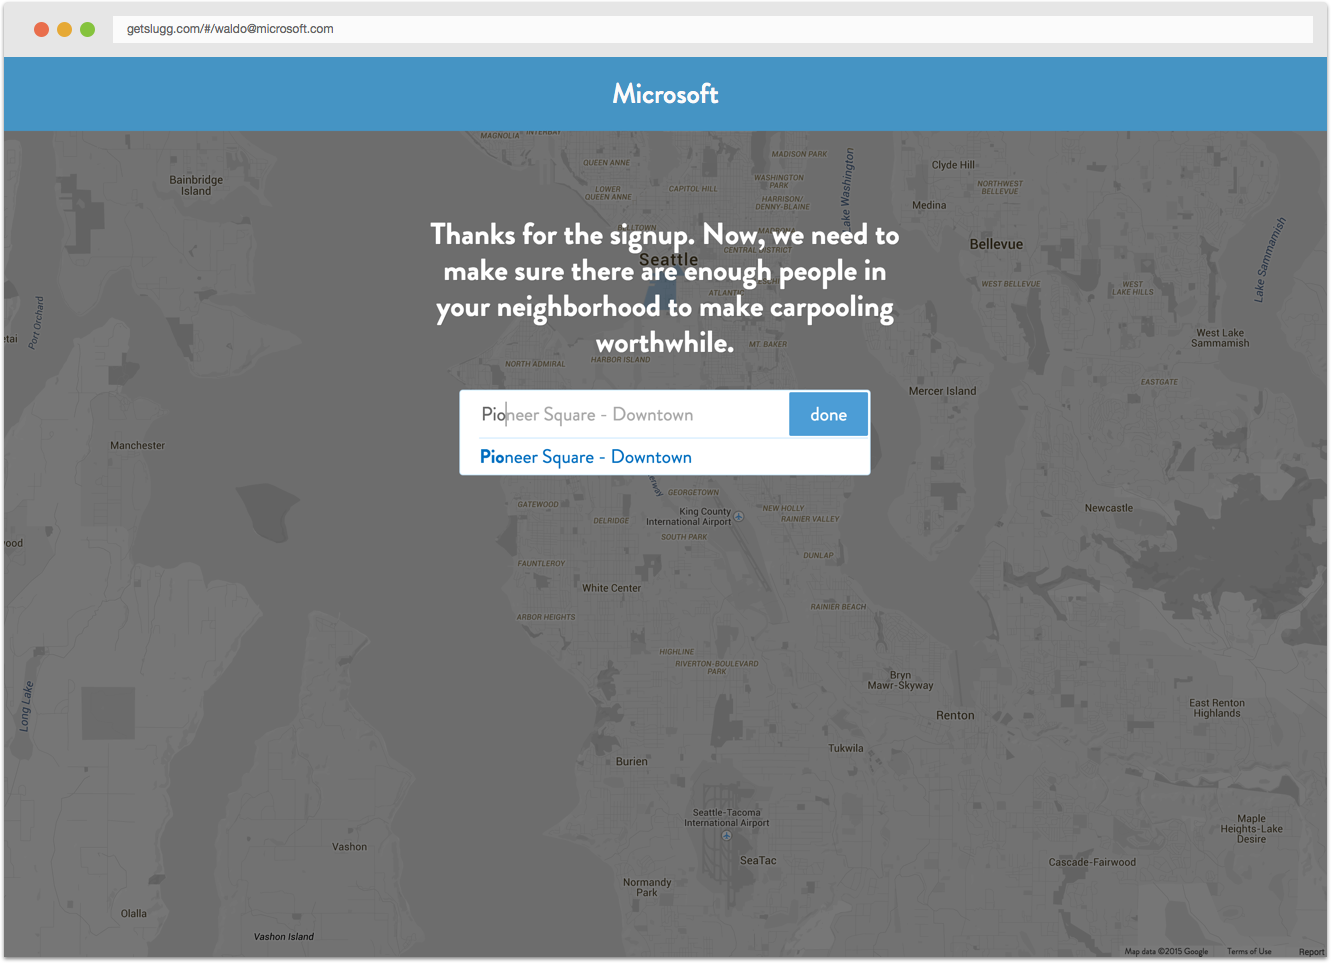 getslugg.com/#/waldo@microsoft.com
Microsoft
MAGNOLIA
INTERBAY
QUEEN ANNE
MADISON PARK
Clyde Hill
Bainbridge
Island
LOWER
QUEEN ANNE
CAPITOL HILL
WASHINGTON
PARK
NORTHWEST
BELLEVUE
HARRISON/
DENNY-BLAINE
Lake Washington
Medina
Thanks for the signup. Now, we need to
make sure there are enough people in
your neighborhood to make carpooling
worthwhile.
Seattle
CENTRAL DISTRICT
Bellevue
Lake Sammamish
ATLANTIC
WEST BELLEVUE
WEST
LAKE HILLS
Port Orchard
etai
West Lake
Sammamish
MT. BAKER
HARBOR ISLAND
NORTH ADMIRAL
EASTGATE
Mercer Island
Pioneer Square - Downtown
done
Pioneer Square - Downtown
Manchester
erway
GEORGETOWN
GATEWOOD
King County
International Airport
NEW HOLLY
RAINIER VALLEY
Newcastle
DELRIDGE
SOUTH PARK
ood
DUNLAP
FAUNTLEROY
White Center
RAINIER BEACH
ARBOR HEIGHTS
HIGHLINE
RIVERTON-BOULEVARD
PARK
Bryn
Mawr-Skyway
Long Lake
East Renton
Highlands
Renton
Tukwila
Burien
Seattle-Tacoma
International Airport
Maple
Heights-Lake
Desire
Vashon
SeaTac
Cascade-Fairwood
Normandy
Park
Olalla
Vashon Island
Map data ©2015 Google
Terms of Use
Report